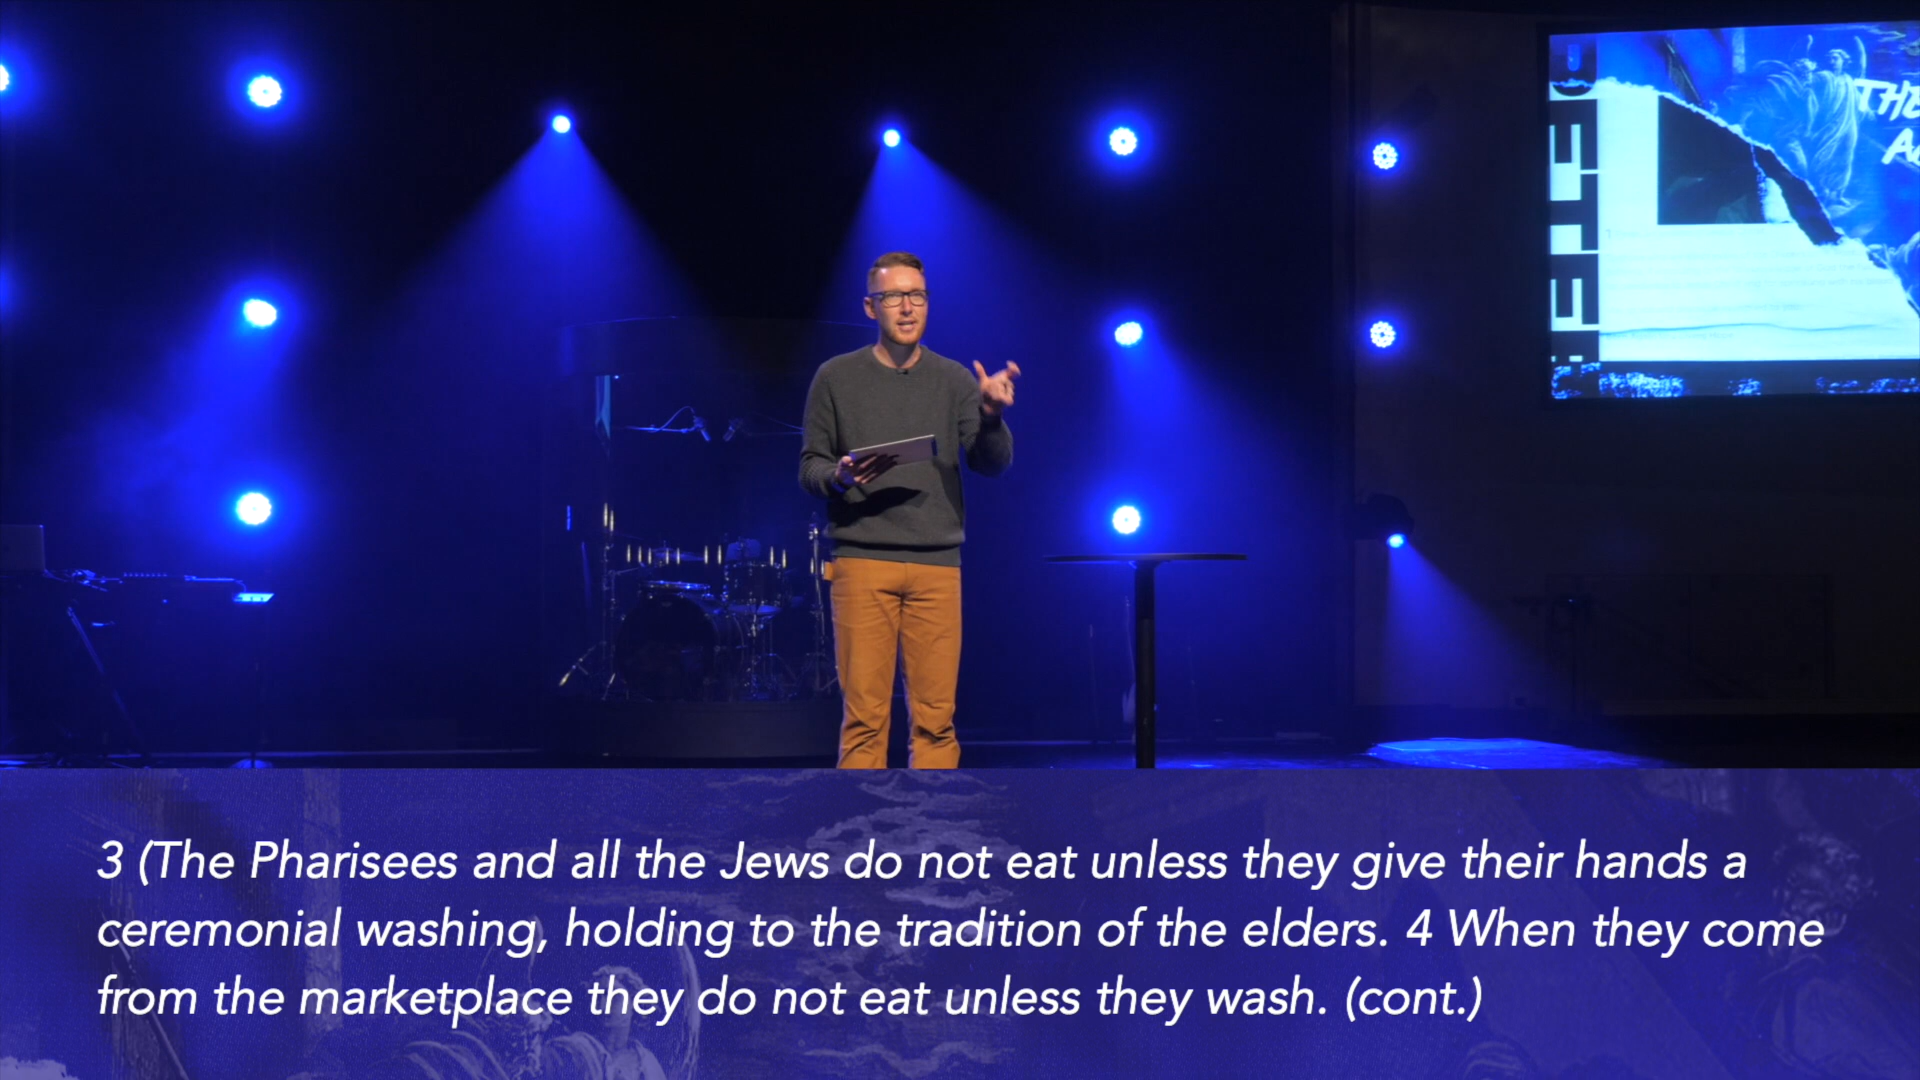 THE
3 (The Pharisees and all the Jews do not eat unless they give their hands a
ceremonial washing, holding to the tradition of the elders. 4 When they come
from the marketplace they do not eat unless they wash. (cont.)